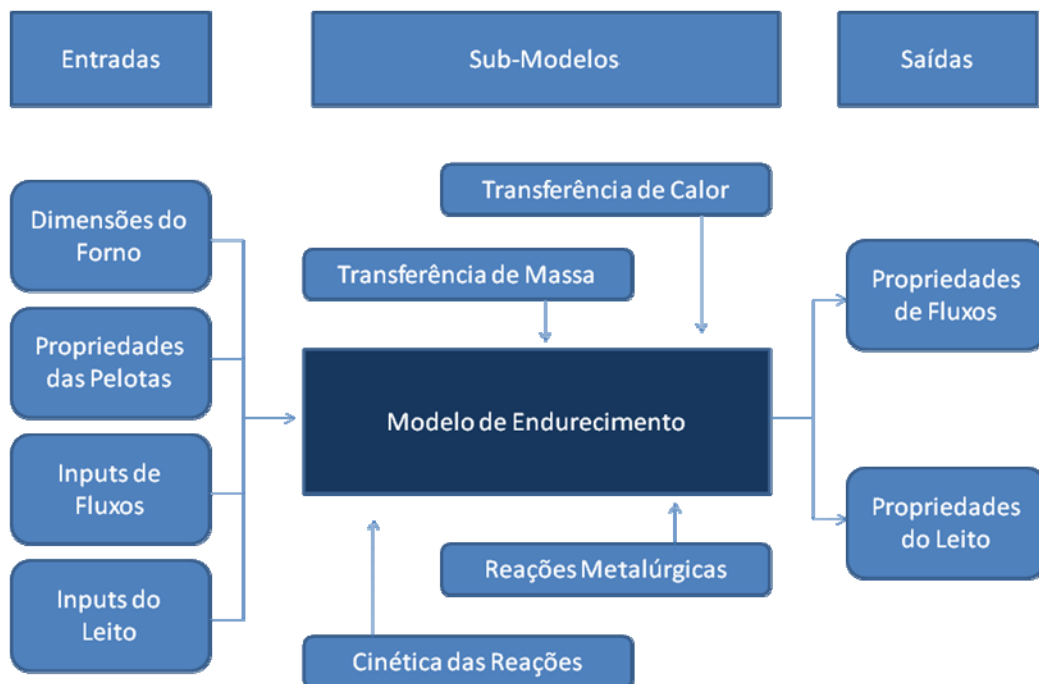 Entradas
Sub-Modelos
Saídas
Dimensões do
Forno
Propriedades
das Pelotas
Inputs de
Fluxos
Inputs do
Leito
Transferência de Calor
Transferência de Massa
Modelo de Endurecimento
Reações Metalúrgicas
Cinética das Reações
Propriedades
de Fluxos
Propriedades
do Leito